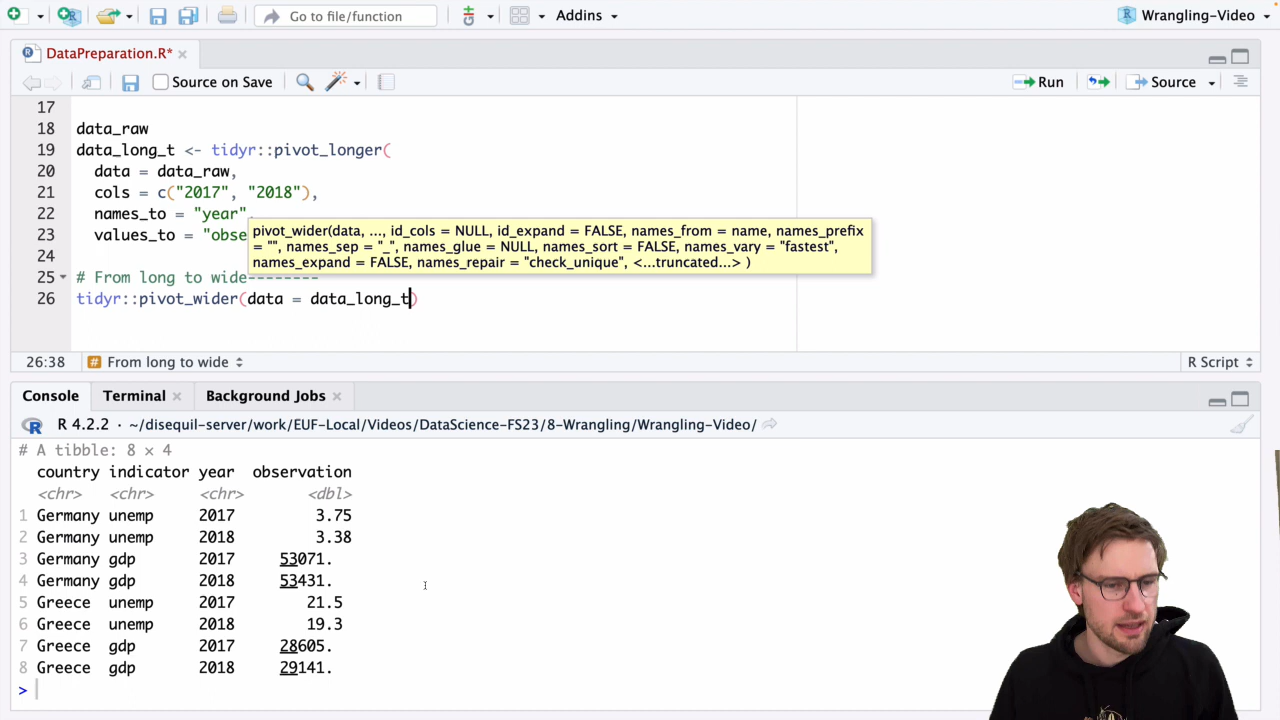 Go to file/function
Addins
Wrangling-Video
DataPreparation.R*
Source on Save
Run
Source
17
18 data_raw
19 data_long_t <- tidyr::pivot_longer(
20 data = data_raw,
21 cols = c("2017", "2018"),
22 names_to = "year"
23 values_to = "obse
pivot_wider(data, ..., id_cols = NULL, id_expand = FALSE, names_from = name, names_prefix
= "", names_sep = "_", names_glue = NULL, names_sort = FALSE, names_vary = "fastest",
names_expand = FALSE, names_repair = "check_unique", <...truncated...> )
24
25 # From long to wide--------
26 tidyr::pivot_wider(data = data_long_t)
26:38 # From long to wide R Script
Console Terminal Background Jobs
R 4.2.2 · ~/disequil-server/work/EUF-Local/Videos/DataScience-FS23/8-Wrangling/Wrangling-Video/
# A tibble: 8 × 4
country indicator year observation
<chr> <chr> <chr> <dbl>
1 Germany unemp 2017 3.75
2 Germany unemp 2018 3.38
3 Germany gdp 2017 53071.
4 Germany gdp 2018 53431.
5 Greece unemp 2017 21.5
6 Greece unemp 2018 19.3
7 Greece gdp 2017 28605.
8 Greece gdp 2018 29141.
>